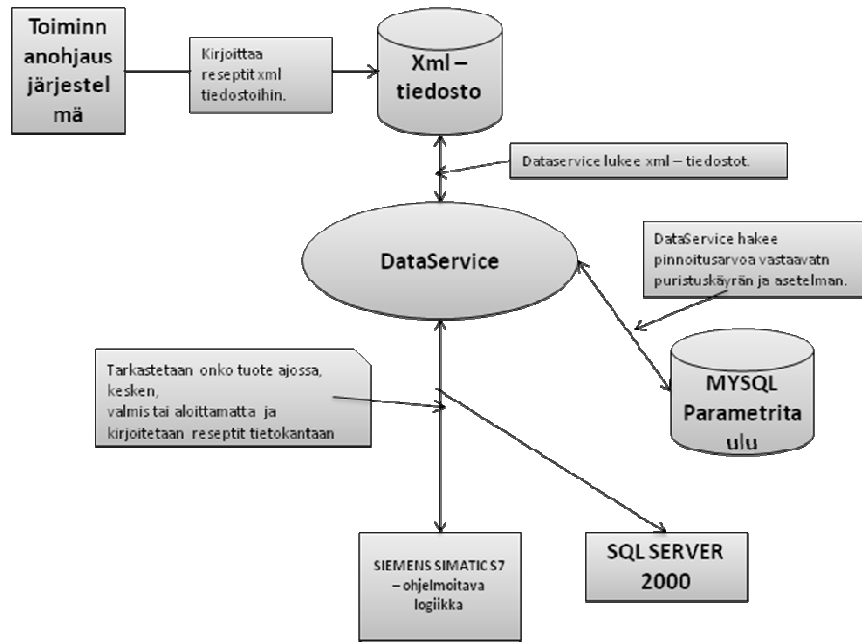 Toiminn
anohjaus
järjestel
mä
Kirjoittaa
reseptit xml
tiedostoihin.
Xml –
tiedosto
Dataservice lukee xml – tiedostot.
DataService
DataService hakee
pinnoitusarvoa vastaavatn
puristuskäyrän ja asetelman.
Tarkastetaan onko tuote ajossa,
kesken,
valmis tai aloittamatta ja
kirjoitetaan reseptit tietokantaan
MYSQL
Parametrita
ulu
SIEMENS SIMATIC S7
– ohjelmoitava
logiikka
SQL SERVER
2000